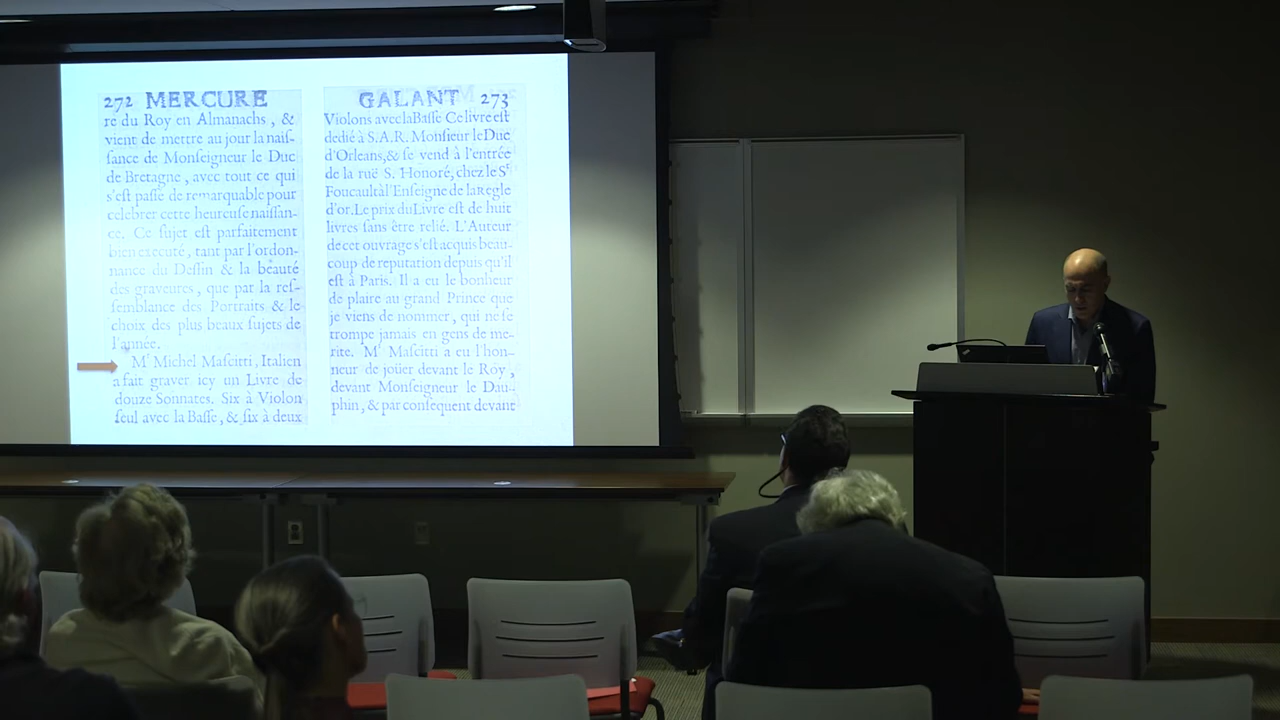 272 MERCURE
re du Roy en Almanachs, &
vient de mettre au jour la naiſ-
ſance de Monſeigneur le Duc
de Bretagne, avec tout ce qui
s'eſt paſſé de remarquable pour
celebrer cette heureuſe naiſſan-
ce. Ce ſujet eſt parfaitement
bien executé, tant par l'ordon-
nance du Deſſin & la beauté
des graveures, que par la reſ-
ſemblance des Portraits & le
choix des plus beaux ſujets de
l'année.
Mr Michel Maſcitti, Italien
a fait graver icy un Livre de
douze Sonnates. Six à Violon
ſeul avec la Baſſe, & ſix à deux
GALANT 273
Violons avec la Baſſe Ce livre eſt
dedié à S.A.R. Monſieur le Duc
d'Orleans, & ſe vend à l'entrée
de la ruë S. Honoré, chez le St
Foucault à l'Enſeigne de la Regle
d'or. Le prix du Livre eſt de huit
livres ſans être relié. L'Auteur
de cet ouvrage s'eſt acquis beau-
coup de reputation depuis qu'il
eſt à Paris. Il a eu le bonheur
de plaire au grand Prince que
je viens de nommer, qui ne ſe
trompe jamais en gens de me-
rite. Mr Maſcitti a eu l'hon-
neur de joüer devant le Roy,
devant Monſeigneur le Dau-
phin, & par conſequent devant